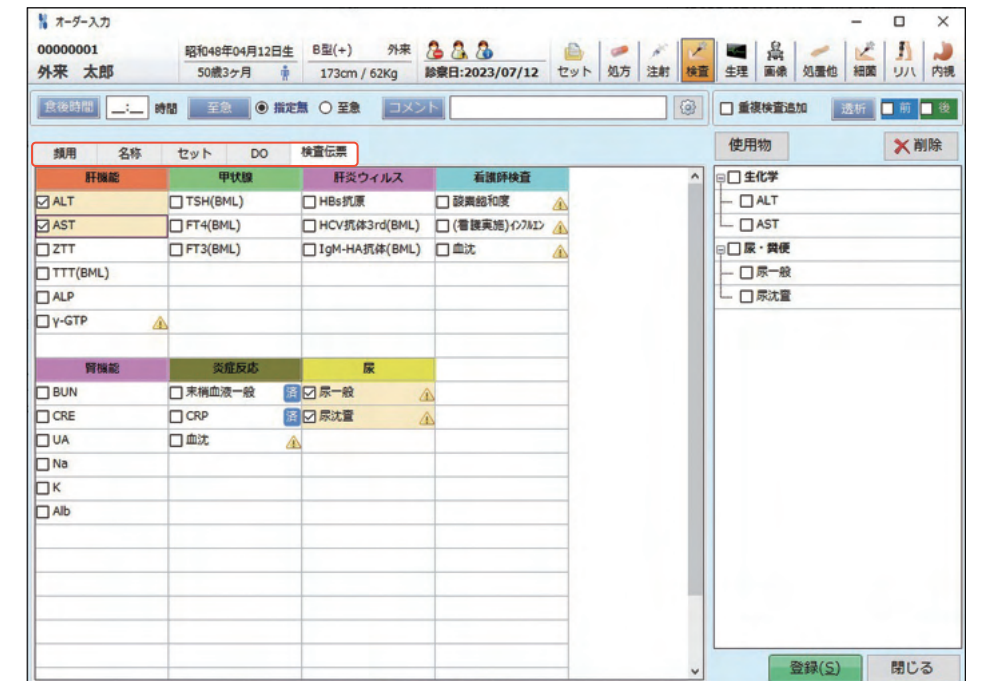 オーダー入力
00000001 昭和48年04月12日生 B型(+) 外来
外来 太郎 50歳3ヶ月 173cm / 62Kg 診察日:2023/07/12 セット 処方 注射 検査 生理 画像 処置他 細菌 リハ 内視
食後時間 __:__ 時間 至急 指定無 至急 コメント 重複検査追加 透析 前 後
頻用 名称 セット DO 検査伝票 使用物 削除
肝機能 甲状腺 肝炎ウィルス 看護師検査 生化学
ALT TSH(BML) HBs抗原 酸素飽和度 ALT
AST FT4(BML) HCV抗体3rd(BML) (看護実施)インフルエン AST
ZTT FT3(BML) IgM-HA抗体(BML) 血沈 尿・糞便
TTT(BML) 尿一般
ALP 尿沈査
γ-GTP
腎機能 炎症反応 尿
BUN 末梢血液一般 済 尿一般
CRE CRP 済 尿沈査
UA 血沈
Na
K
Alb
登録(S) 閉じる